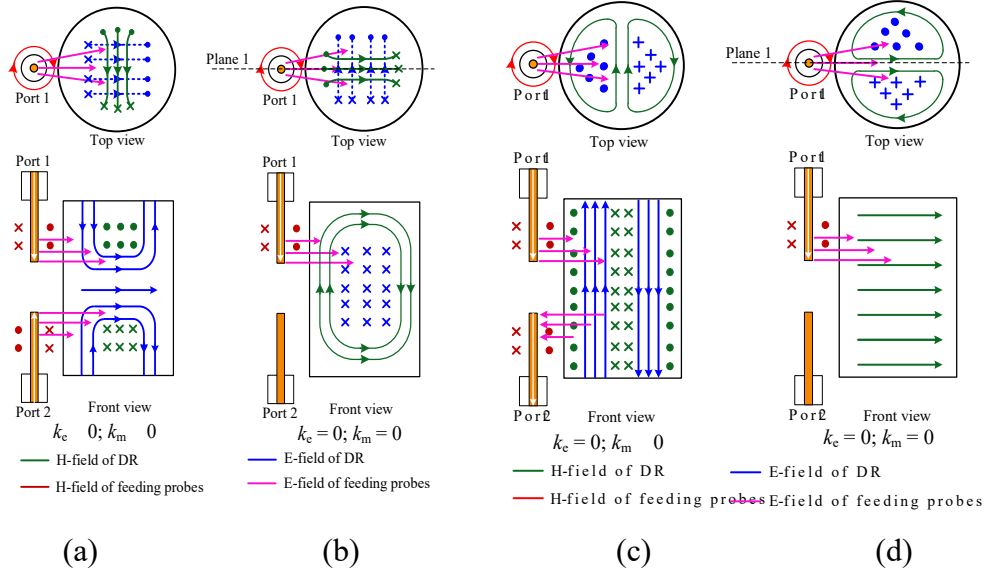 Port 1
Top view
Port 1
Port 2
Front view
k_e 0; k_m 0
Plane 1
Port 1
Top view
Port 1
Port 2
Front view
k_e = 0; k_m = 0
H-field of DR
E-field of DR
H-field of feeding probes
E-field of feeding probes
Port1
Top view
Port1
Port2
Front view
k_e = 0; k_m 0
Plane 1
Port1
Top view
Port1
Port2
Front view
k_e = 0; k_m = 0
H-field of DR
E-field of DR
H-field of feeding probes
E-field of feeding probes
(a)
(b)
(c)
(d)